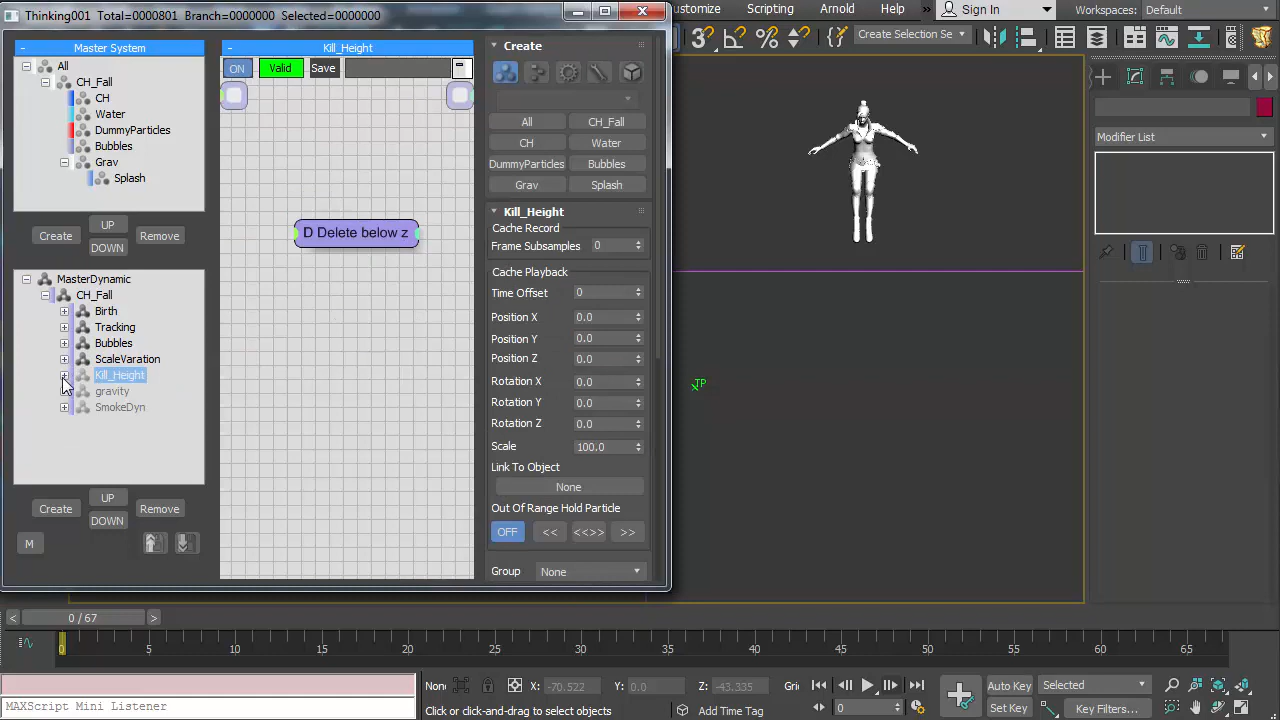 Thinking001 Total=0000801 Branch=0000000 Selected=0000000
ustomize Scripting Arnold Help » Sign In Workspaces: Default
Create Selection Se
Master System
All
CH_Fall
CH
Water
DummyParticles
Bubbles
Grav
Splash
Create UP Remove
DOWN
MasterDynamic
CH_Fall
Birth
Tracking
Bubbles
ScaleVaration
Kill_Height
gravity
SmokeDyn
Create UP Remove
DOWN
M
Kill_Height
ON Valid Save
D Delete below z
Create
All CH_Fall
CH Water
DummyParticles Bubbles
Grav Splash
Kill_Height
Cache Record
Frame Subsamples 0
Cache Playback
Time Offset 0
Position X 0.0
Position Y 0.0
Position Z 0.0
Rotation X 0.0
Rotation Y 0.0
Rotation Z 0.0
Scale 100.0
Link To Object
None
Out Of Range Hold Particle
OFF << <<>> >>
Group None
TP
Modifier List
< 0 / 67 >
0 5 10 15 20 25 30 35 40 45 50 55 60 65
MAXScript Mini Listener
None X: -70.522 Y: 0.0 Z: -43.335 Gri
Click or click-and-drag to select objects Add Time Tag
Auto Key Selected
Set Key Key Filters...
0